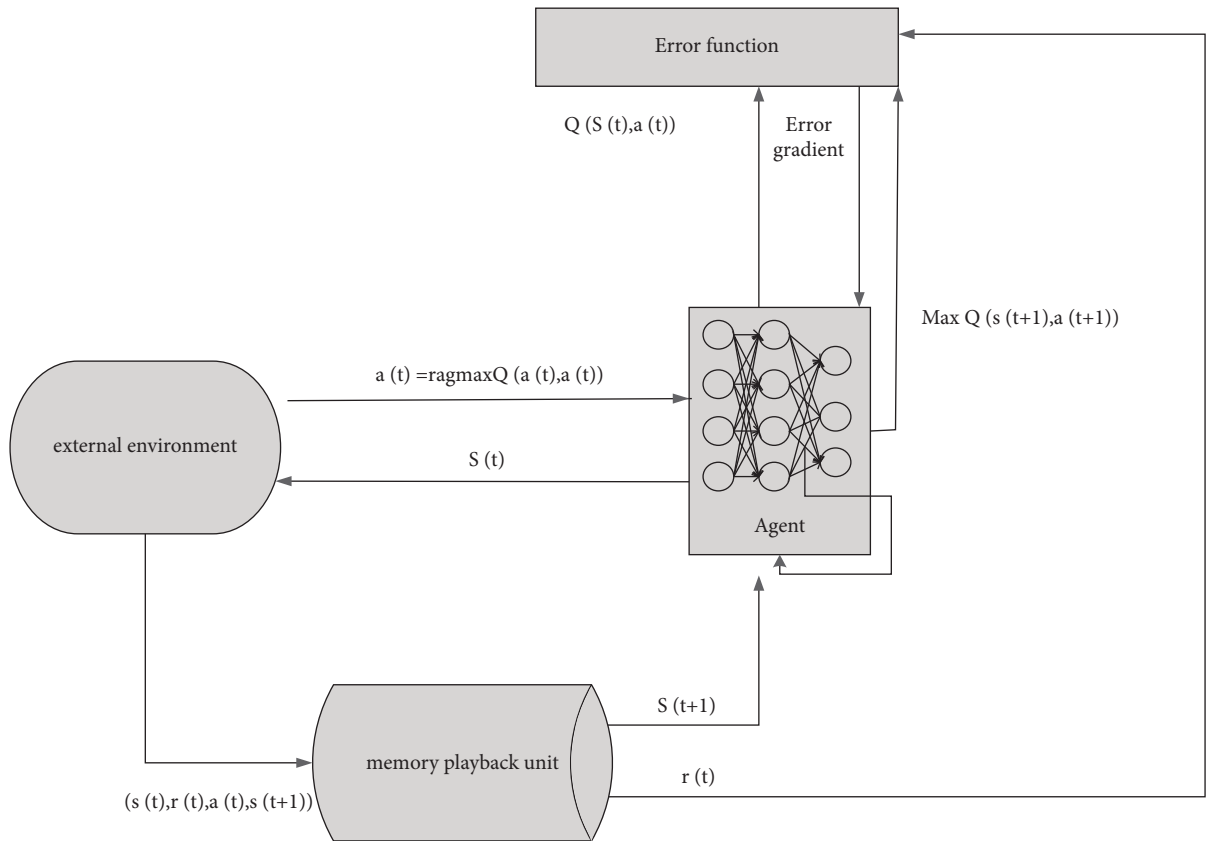 Error function
Q (S (t),a (t))
Error
gradient
Max Q (s (t+1),a (t+1))
a (t) =ragmaxQ (a (t),a (t))
external environment
S (t)
Agent
S (t+1)
memory playback unit
r (t)
(s (t),r (t),a (t),s (t+1))